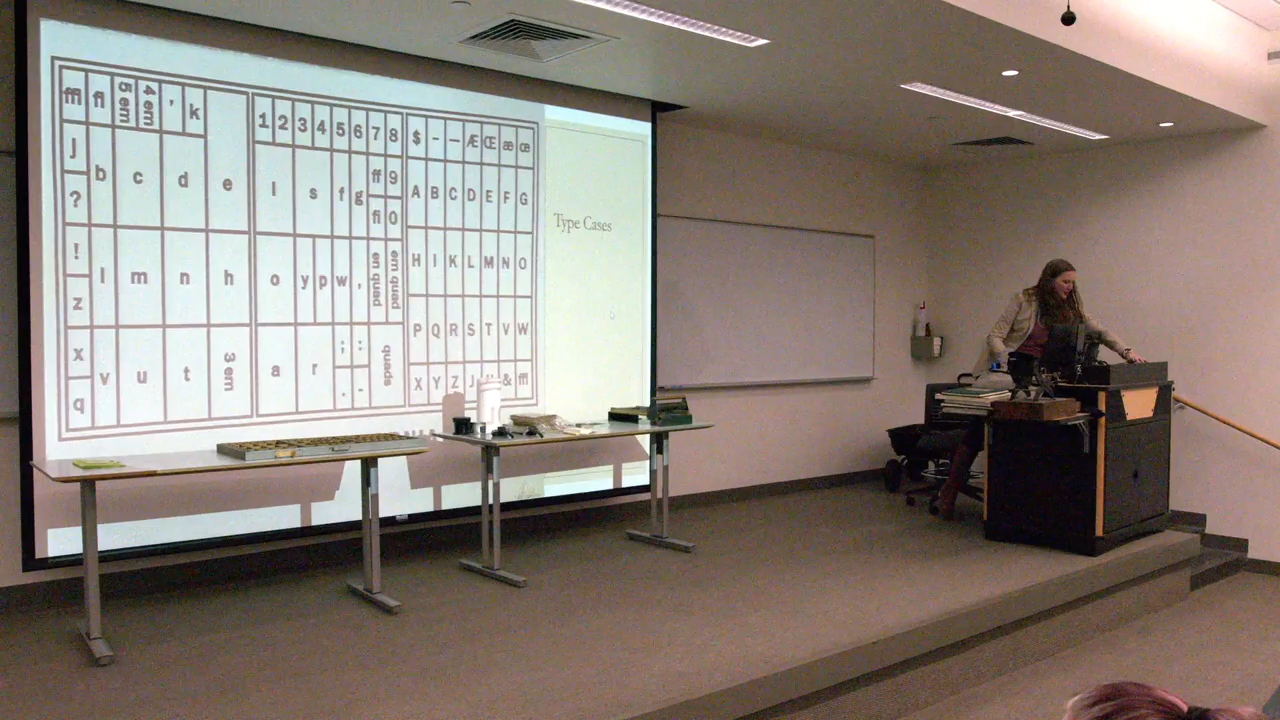 ffi fl 5 em 4 em ' k 1 2 3 4 5 6 7 8 $ - — Æ Œ æ œ
j b c d e i s f g ff 9 A B C D E F G
? fi 0
Type Cases
! l m n h o y p w , en quad em quad H I K L M N O
z
x v u t 3 em a r ; : quads P Q R S T V W
q . - X Y Z J & ffl